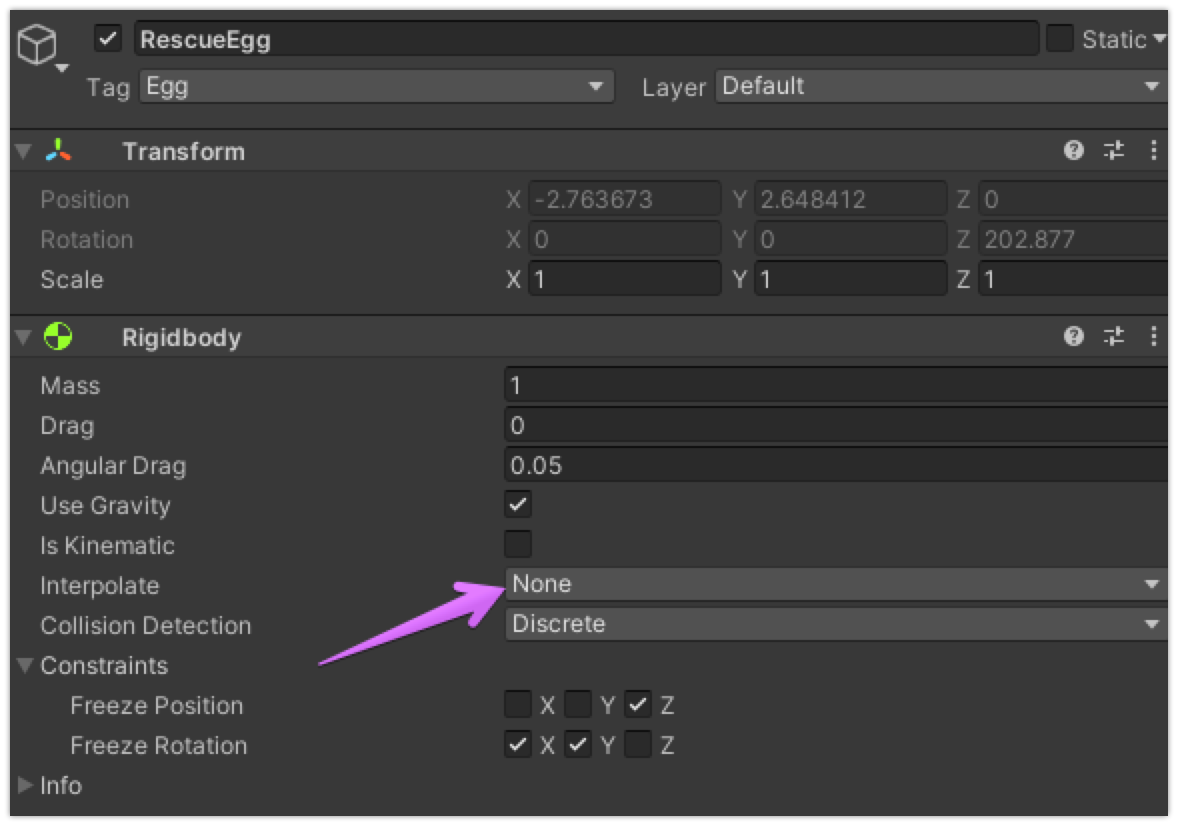 RescueEgg Static
Tag Egg Layer Default
Transform
Position X -2.763673 Y 2.648412 Z 0
Rotation X 0 Y 0 Z 202.877
Scale X 1 Y 1 Z 1
Rigidbody
Mass 1
Drag 0
Angular Drag 0.05
Use Gravity
Is Kinematic
Interpolate None
Collision Detection Discrete
Constraints
Freeze Position X Y Z
Freeze Rotation X Y Z
Info